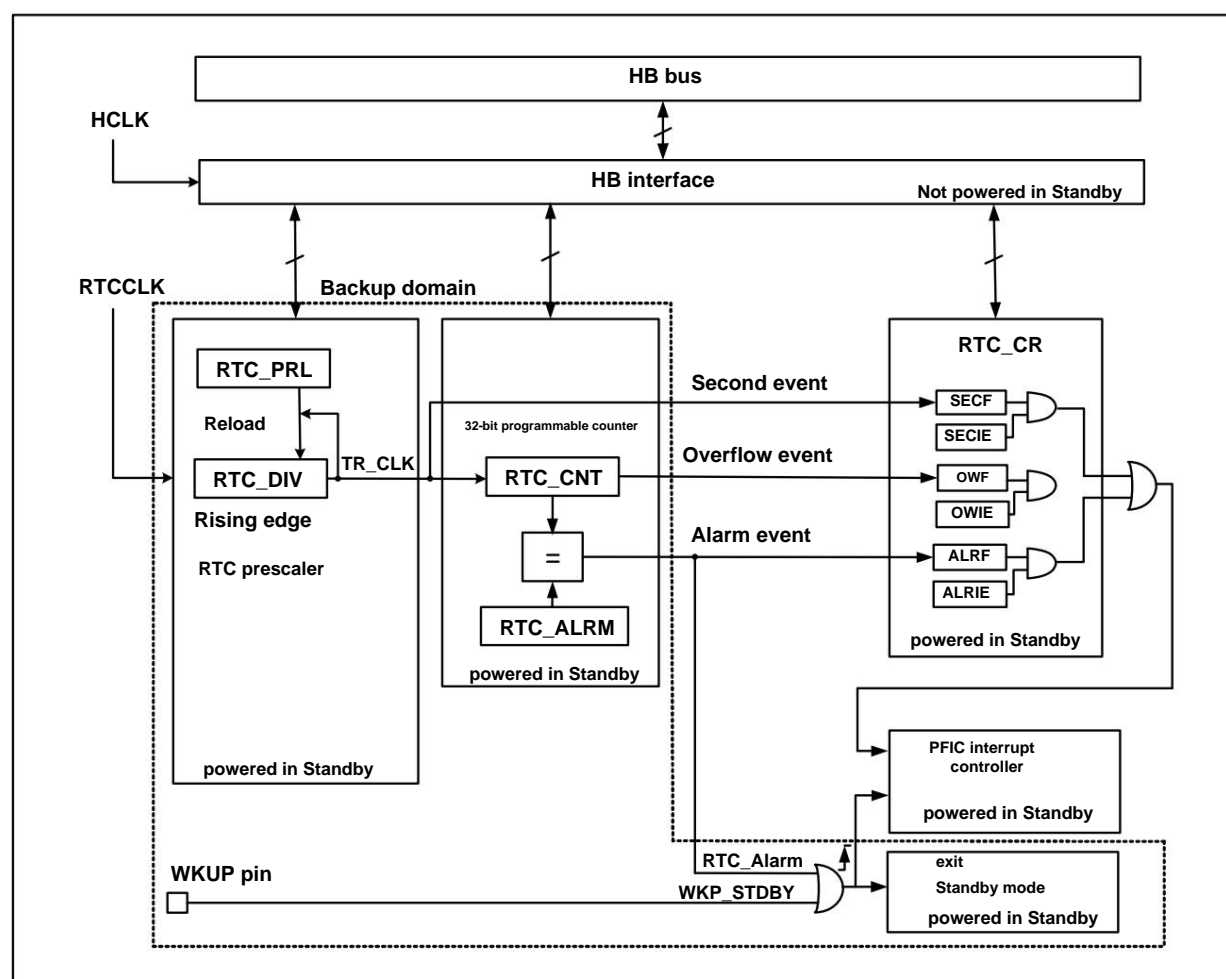 HB bus
HCLK
HB interface
Not powered in Standby
RTCCLK
Backup domain
RTC_PRL
Reload
RTC_DIV
TR_CLK
Rising edge
RTC prescaler
powered in Standby
32-bit programmable counter
RTC_CNT
=
RTC_ALRM
powered in Standby
Second event
Overflow event
Alarm event
RTC_CR
SECF
SECIE
OWF
OWIE
ALRF
ALRIE
powered in Standby
PFIC interrupt
controller
powered in Standby
WKUP pin
RTC_Alarm
WKP_STDBY
exit
Standby mode
powered in Standby